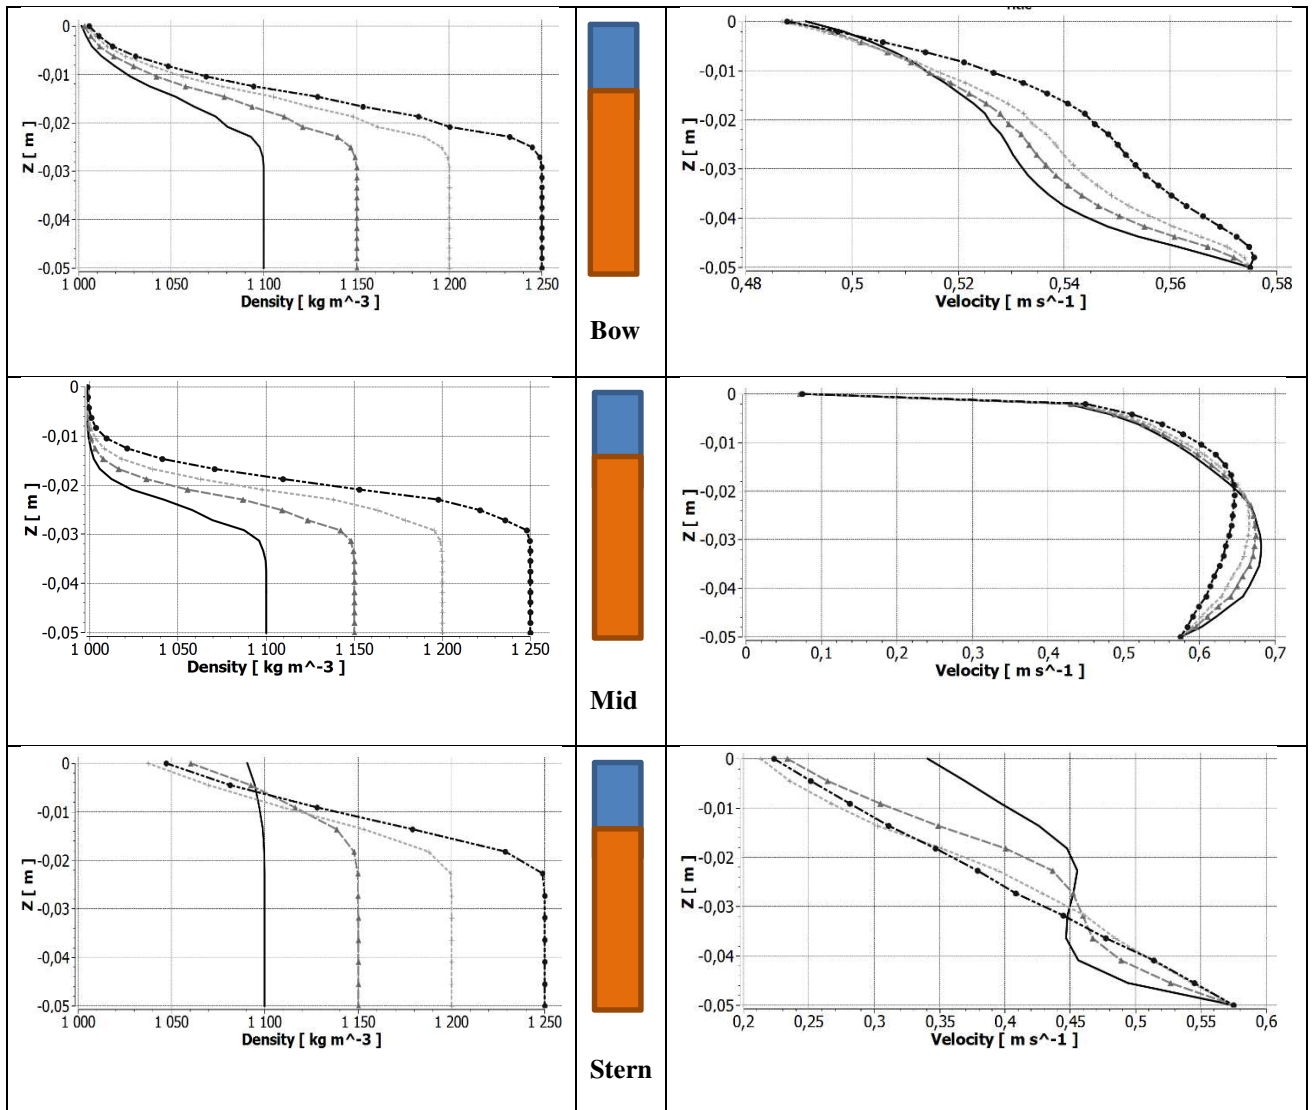 Title
0
-0,01
-0,02
-0,03
-0,04
-0,05
Z [ m ]
1 000 1 050 1 100 1 150 1 200 1 250
Density [ kg m^-3 ]
Bow
0
-0,01
-0,02
-0,03
-0,04
-0,05
Z [ m ]
0,48 0,5 0,52 0,54 0,56 0,58
Velocity [ m s^-1 ]
0
-0,01
-0,02
-0,03
-0,04
-0,05
Z [ m ]
1 000 1 050 1 100 1 150 1 200 1 250
Density [ kg m^-3 ]
Mid
0
-0,01
-0,02
-0,03
-0,04
-0,05
Z [ m ]
0 0,1 0,2 0,3 0,4 0,5 0,6 0,7
Velocity [ m s^-1 ]
0
-0,01
-0,02
-0,03
-0,04
-0,05
Z [ m ]
1 000 1 050 1 100 1 150 1 200 1 250
Density [ kg m^-3 ]
Stern
0
-0,01
-0,02
-0,03
-0,04
-0,05
Z [ m ]
0,2 0,25 0,3 0,35 0,4 0,45 0,5 0,55 0,6
Velocity [ m s^-1 ]